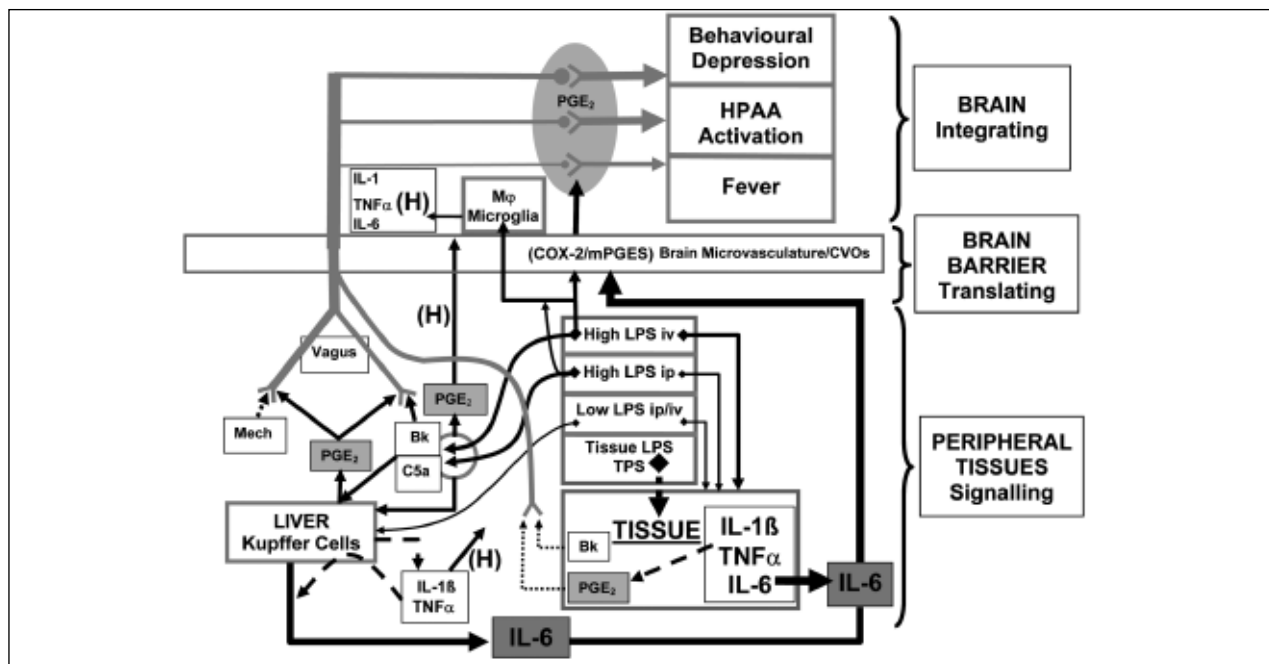 Behavioural
Depression
PGE₂
HPAA
Activation
Fever
BRAIN
Integrating
IL-1
TNFα (H)
IL-6
Mφ
Microglia
(COX-2/mPGES) Brain Microvasculature/CVOs
BRAIN
BARRIER
Translating
(H)
High LPS iv
Vagus
High LPS ip
PGE₂
Low LPS ip/iv
Mech
Bk
PGE₂
C5a
Tissue LPS
TPS
PERIPHERAL
TISSUES
Signalling
LIVER
Kupffer Cells
TISSUE
IL-1ß
TNFα
IL-6
Bk
PGE₂
(H)
IL-1ß
TNFα
IL-6
IL-6